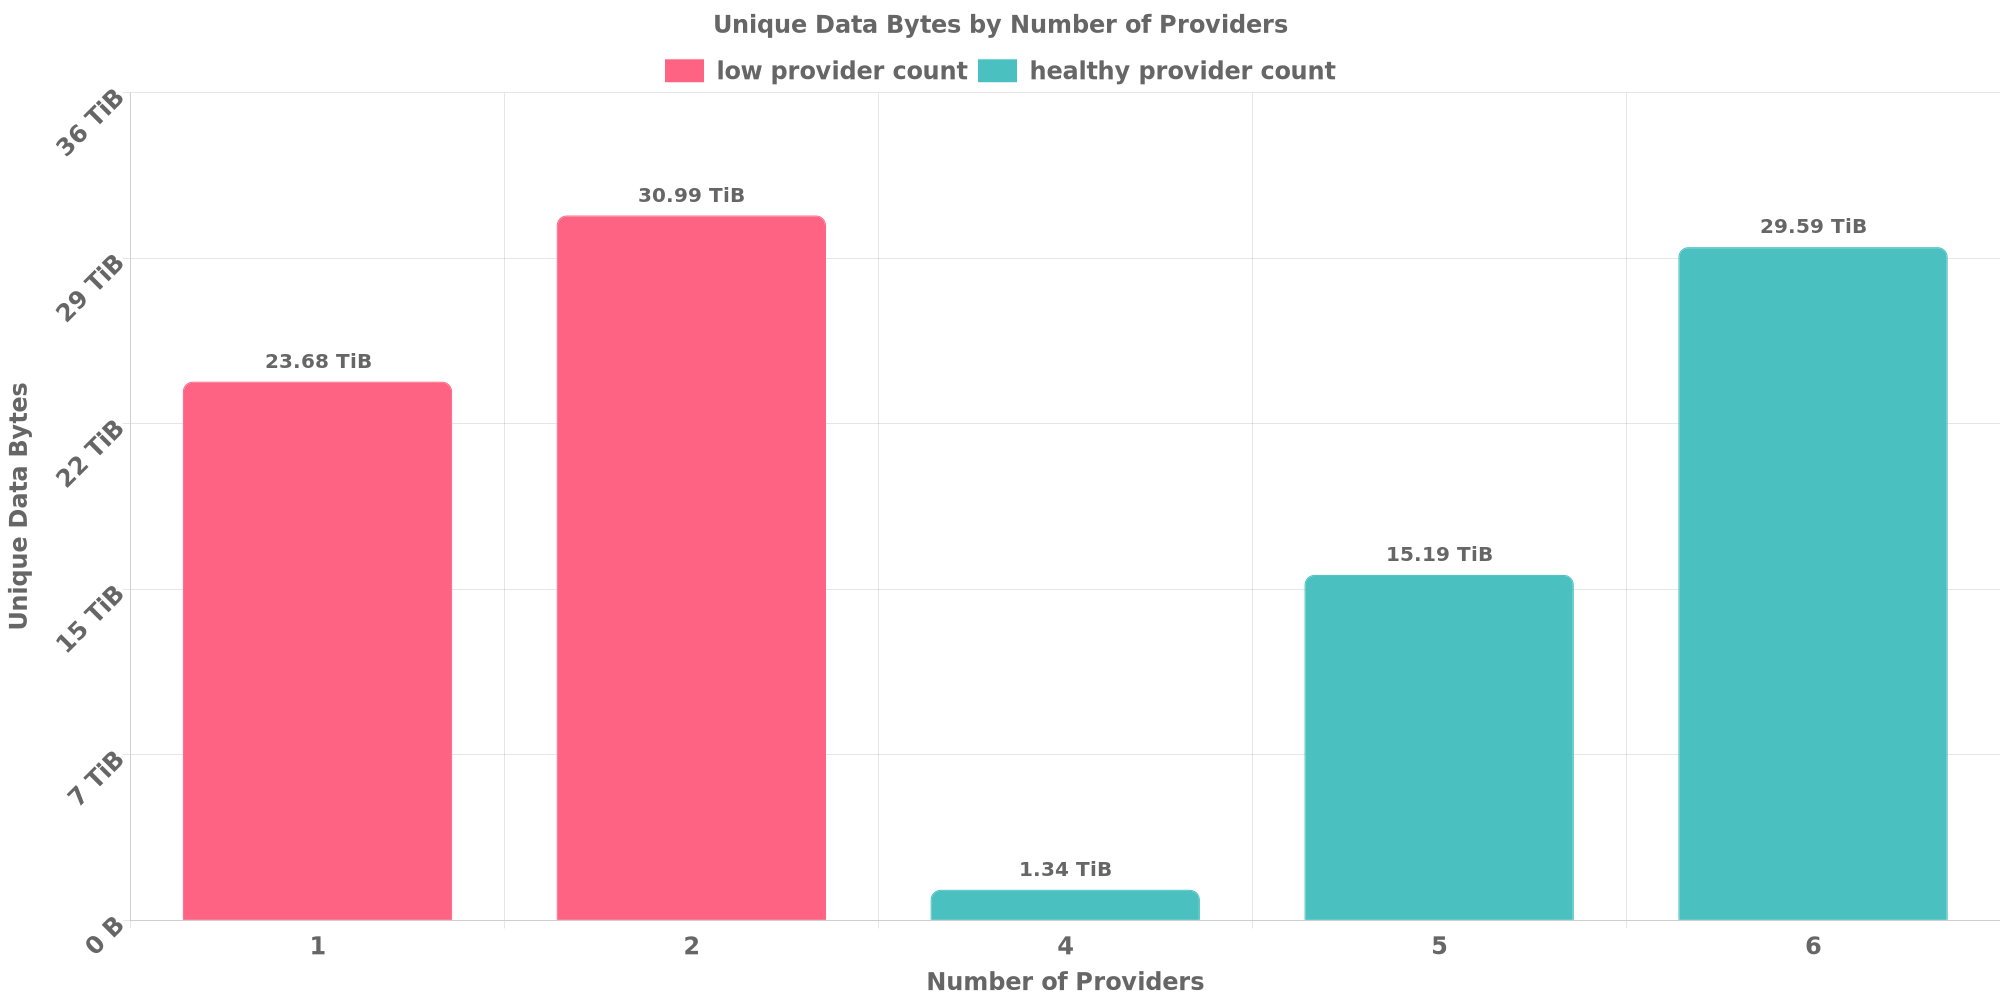 Unique Data Bytes by Number of Providers
low provider count healthy provider count
36 TiB
29 TiB
22 TiB
15 TiB
7 TiB
0 B
Unique Data Bytes
23.68 TiB
30.99 TiB
1.34 TiB
15.19 TiB
29.59 TiB
1 2 4 5 6
Number of Providers